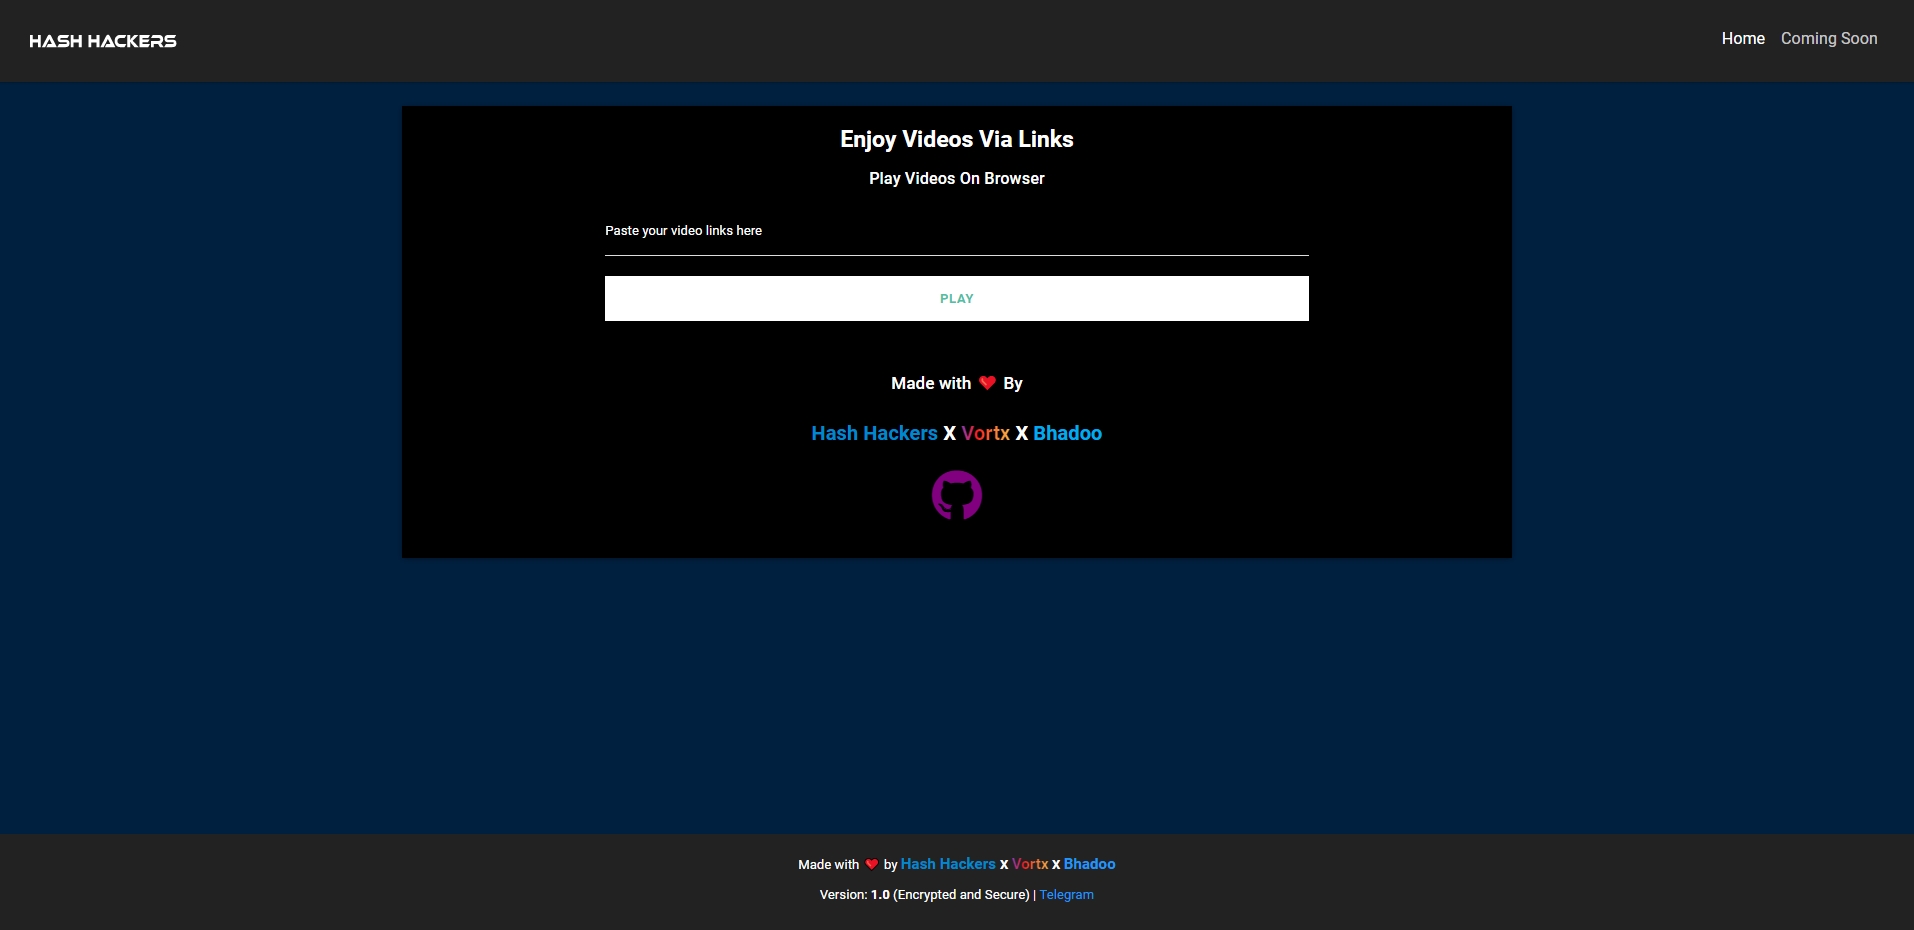 HASH HACKERS
Home Coming Soon
Enjoy Videos Via Links
Play Videos On Browser
Paste your video links here
PLAY
Made with ❤️ By
Hash Hackers X Vortx X Bhadoo
Made with ❤️ by Hash Hackers X Vortx X Bhadoo
Version: 1.0 (Encrypted and Secure) | Telegram